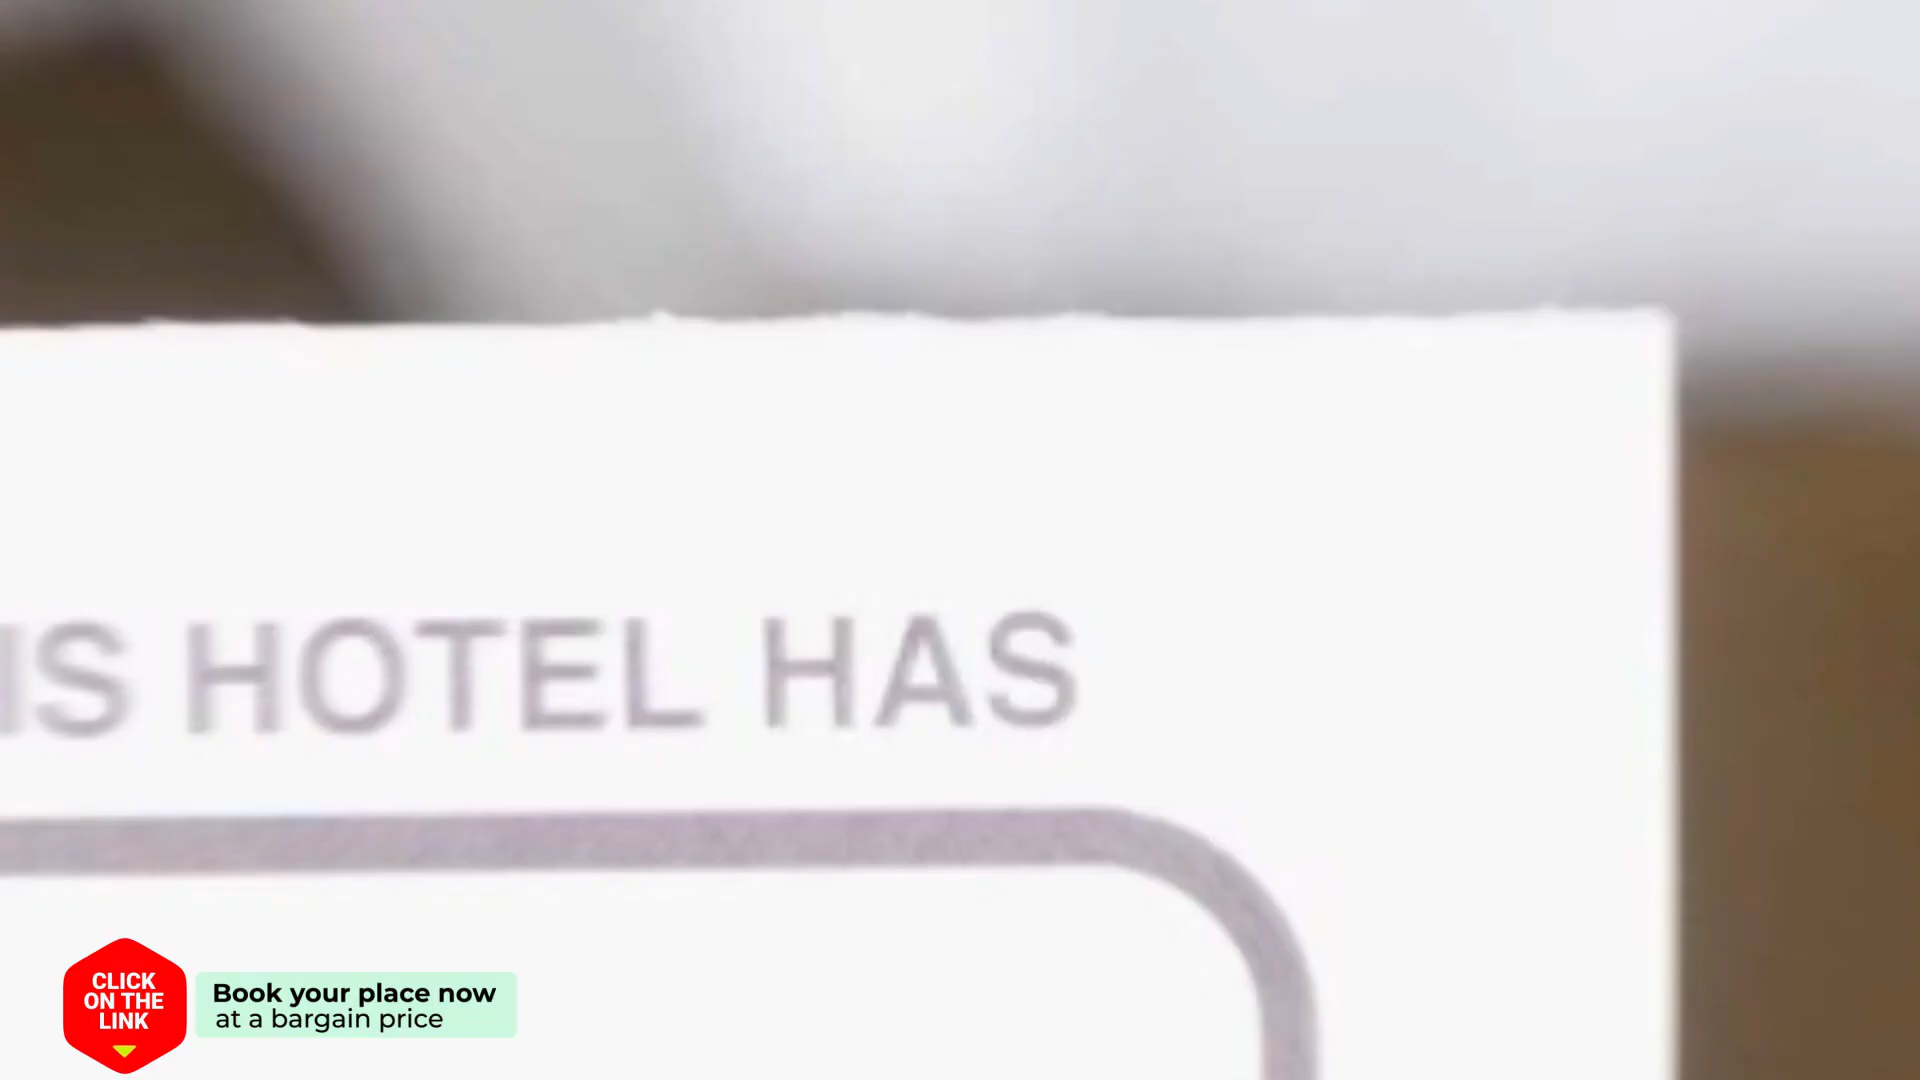 IS HOTEL HAS
CLICK
ON THE
LINK
Book your place now
at a bargain price